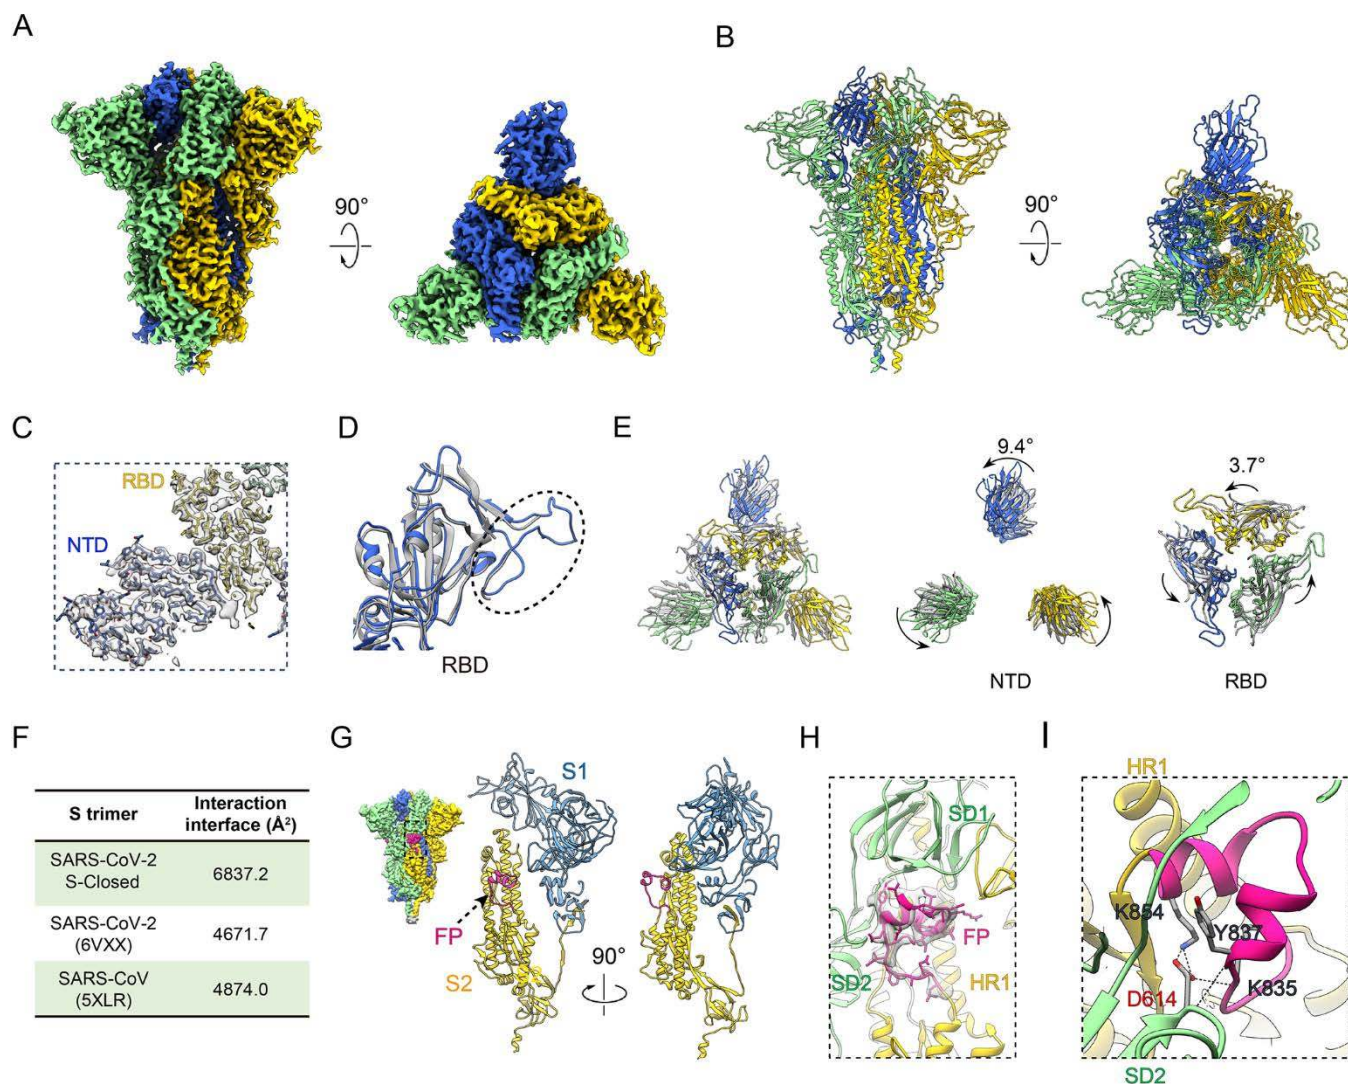 A
B
90°
90°
C
D
E
RBD
NTD
RBD
9.4°
3.7°
NTD
RBD
F
G
H
I
S trimer
Interaction
interface (Å²)
SARS-CoV-2
S-Closed
6837.2
SARS-CoV-2
(6VXX)
4671.7
SARS-CoV
(5XLR)
4874.0
S1
FP
S2
90°
SD1
FP
SD2
HR1
HR1
K854
Y837
D614
K835
SD2